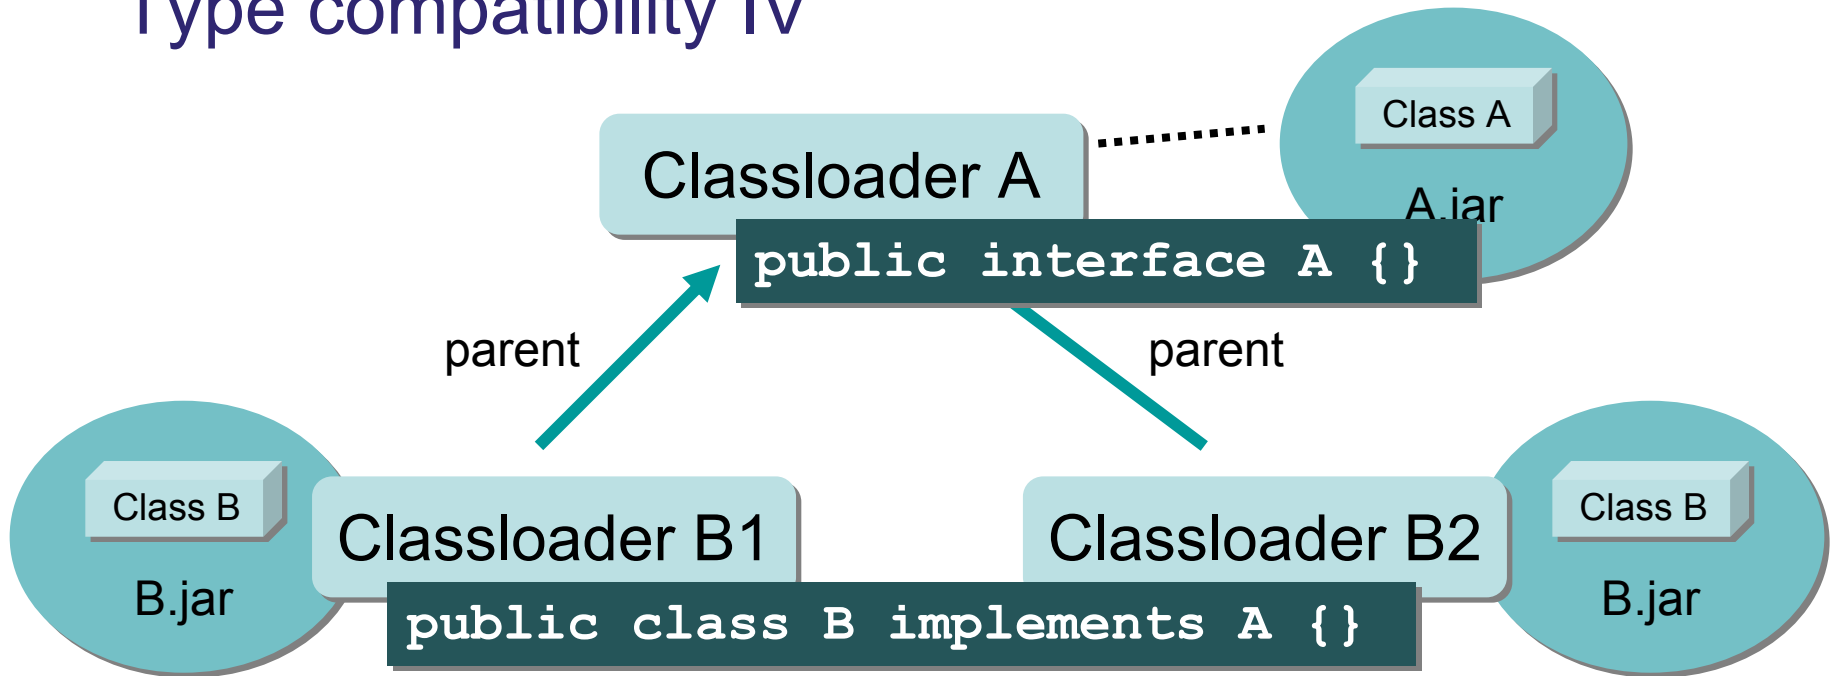 Type compatibility IV
Class A
Classloader A
A.jar
public interface A {}
parent
parent
Class B
Class B
Classloader B1
Classloader B2
B.jar
B.jar
public class B implements A {}